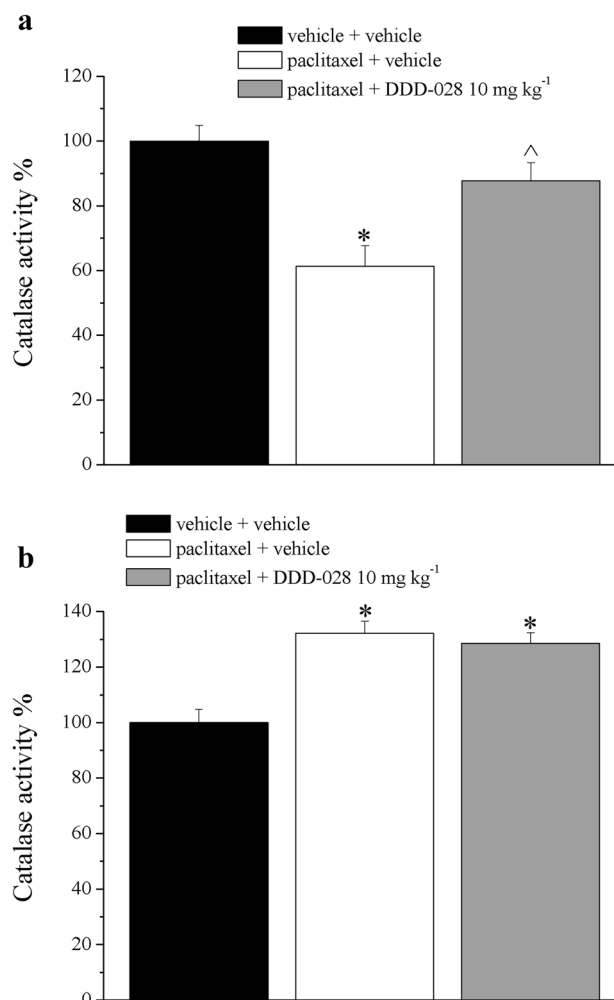 a
vehicle + vehicle
paclitaxel + vehicle
paclitaxel + DDD-028 10 mg kg⁻¹
120
100
80
60
40
20
0
Catalase activity %
^
*
b
vehicle + vehicle
paclitaxel + vehicle
paclitaxel + DDD-028 10 mg kg⁻¹
140
120
100
80
60
40
20
0
Catalase activity %
*
*